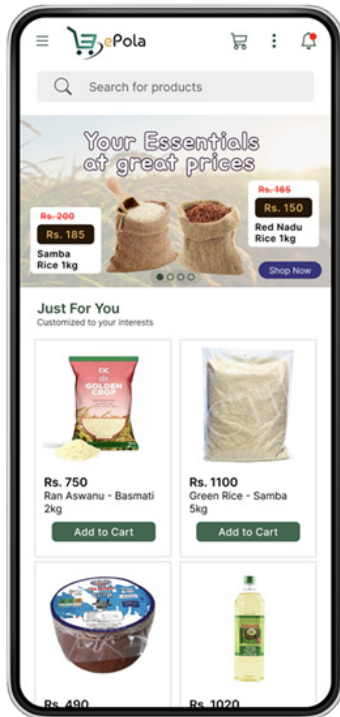 ePola
Search for products
Your Essentials
at great prices
Rs. 200
Rs. 185
Samba
Rice 1kg
Rs. 165
Rs. 150
Red Nadu
Rice 1kg
Shop Now
Just For You
Customized to your interests
CIC
GOLDEN
CROP
Rs. 750
Ran Aswanu - Basmati
2kg
Add to Cart
Rs. 1100
Green Rice - Samba
5kg
Add to Cart
Rs. 490
Rs. 1020